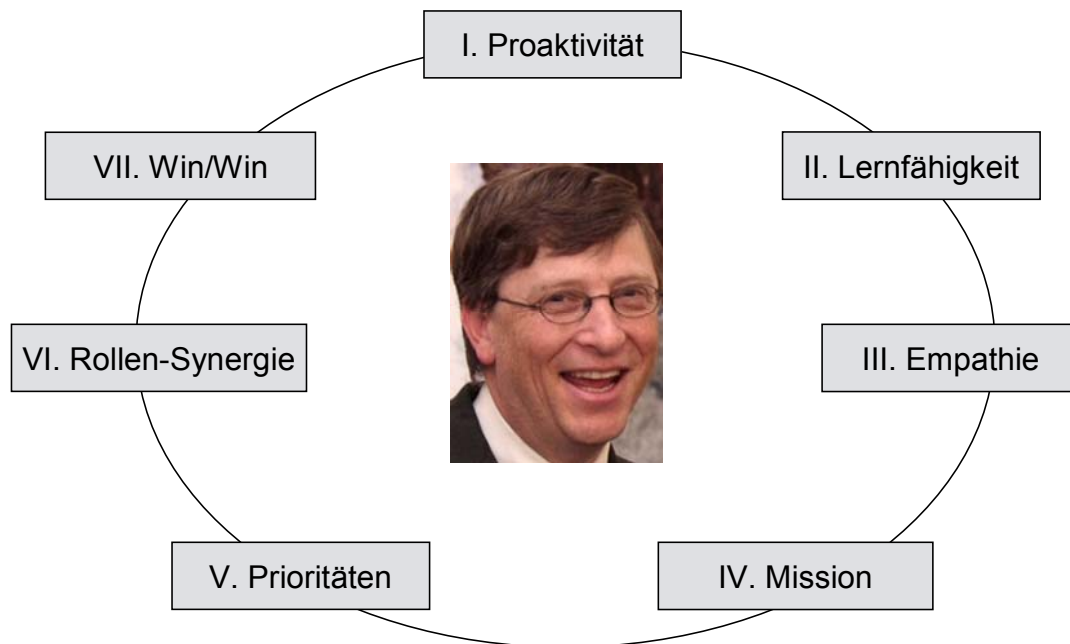 I. Proaktivität
II. Lernfähigkeit
III. Empathie
IV. Mission
V. Prioritäten
VI. Rollen-Synergie
VII. Win/Win